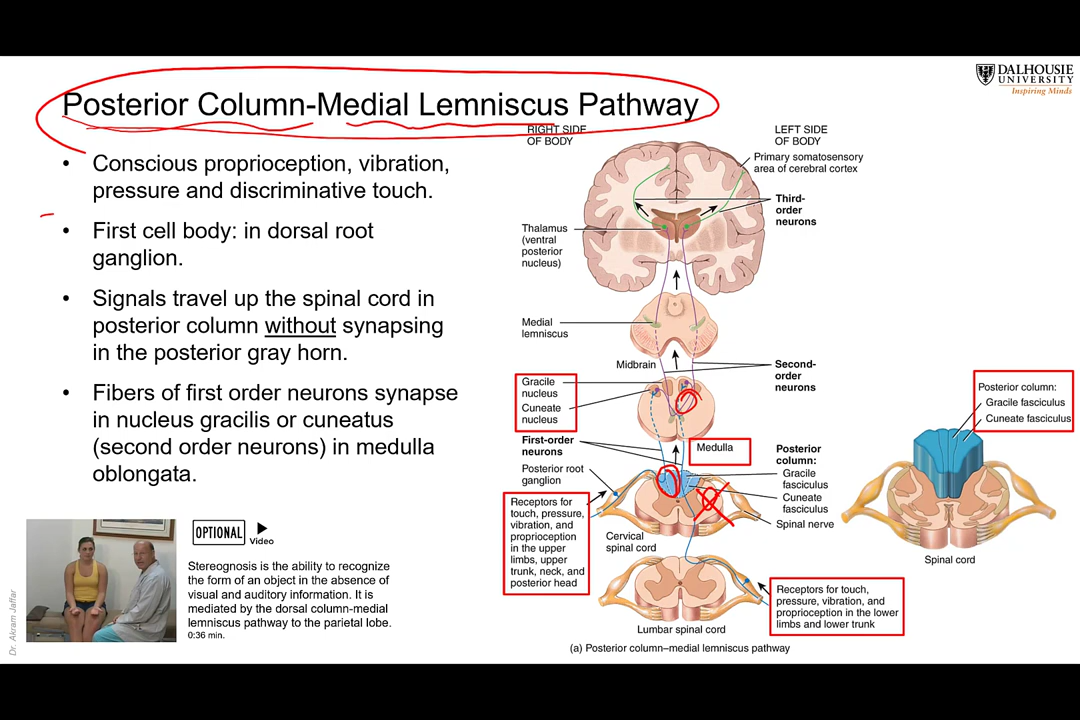 DALHOUSIE
UNIVERSITY
Inspiring Minds
Posterior Column-Medial Lemniscus Pathway
• Conscious proprioception, vibration,
pressure and discriminative touch.
• First cell body: in dorsal root
ganglion.
• Signals travel up the spinal cord in
posterior column without synapsing
in the posterior gray horn.
• Fibers of first order neurons synapse
in nucleus gracilis or cuneatus
(second order neurons) in medulla
oblongata.
OPTIONAL
Video
Stereognosis is the ability to recognize
the form of an object in the absence of
visual and auditory information. It is
mediated by the dorsal column-medial
lemniscus pathway to the parietal lobe.
0:36 min.
Dr. Akram Jaffar
RIGHT SIDE
OF BODY
LEFT SIDE
OF BODY
Primary somatosensory
area of cerebral cortex
Third-
order
neurons
Thalamus
(ventral
posterior
nucleus)
Medial
lemniscus
Midbrain
Second-
order
neurons
Gracile
nucleus
Cuneate
nucleus
Medulla
First-order
neurons
Posterior root
ganglion
Posterior
column:
Gracile
fasciculus
Cuneate
fasciculus
Spinal nerve
Receptors for
touch, pressure,
vibration, and
proprioception
in the upper
limbs, upper
trunk, neck, and
posterior head
Cervical
spinal cord
Receptors for touch,
pressure, vibration, and
proprioception in the lower
limbs and lower trunk
Lumbar spinal cord
(a) Posterior column–medial lemniscus pathway
Posterior column:
Gracile fasciculus
Cuneate fasciculus
Spinal cord